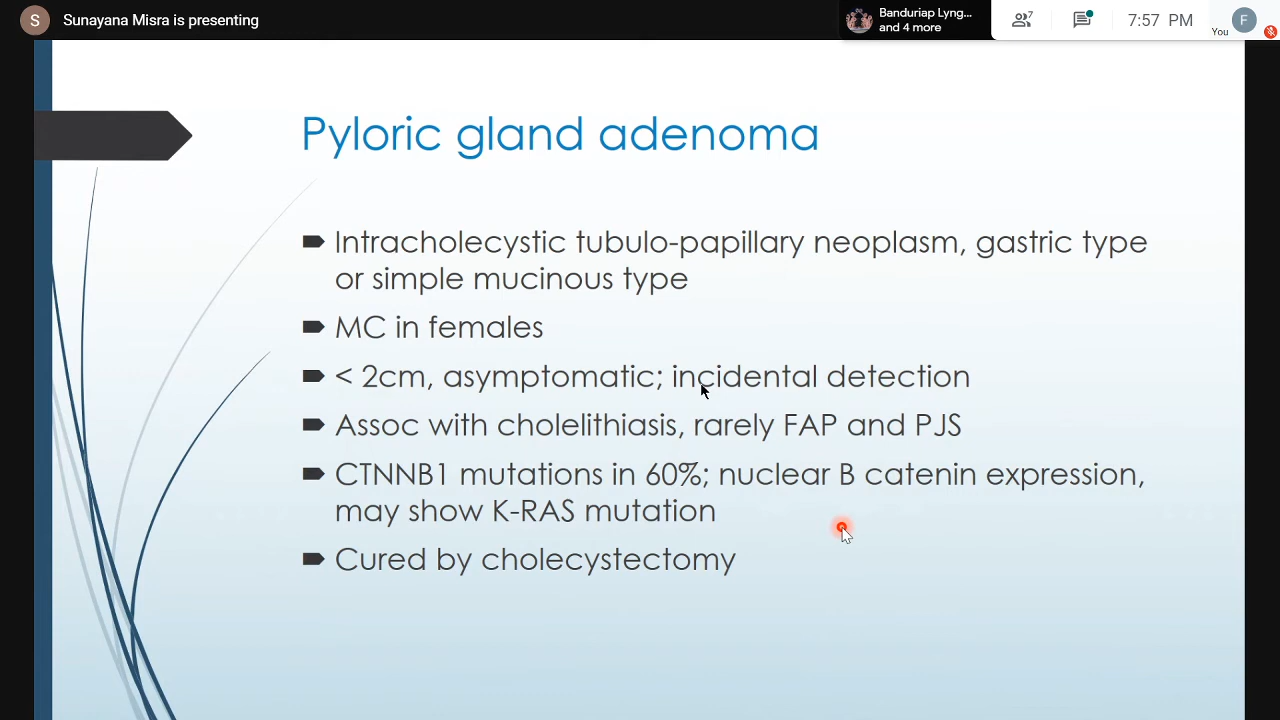 S Sunayana Misra is presenting
Banduriap Lyng...
and 4 more
7
7:57 PM
You
F
Pyloric gland adenoma
Intracholecystic tubulo-papillary neoplasm, gastric type
or simple mucinous type
MC in females
< 2cm, asymptomatic; incidental detection
Assoc with cholelithiasis, rarely FAP and PJS
CTNNB1 mutations in 60%; nuclear B catenin expression,
may show K-RAS mutation
Cured by cholecystectomy